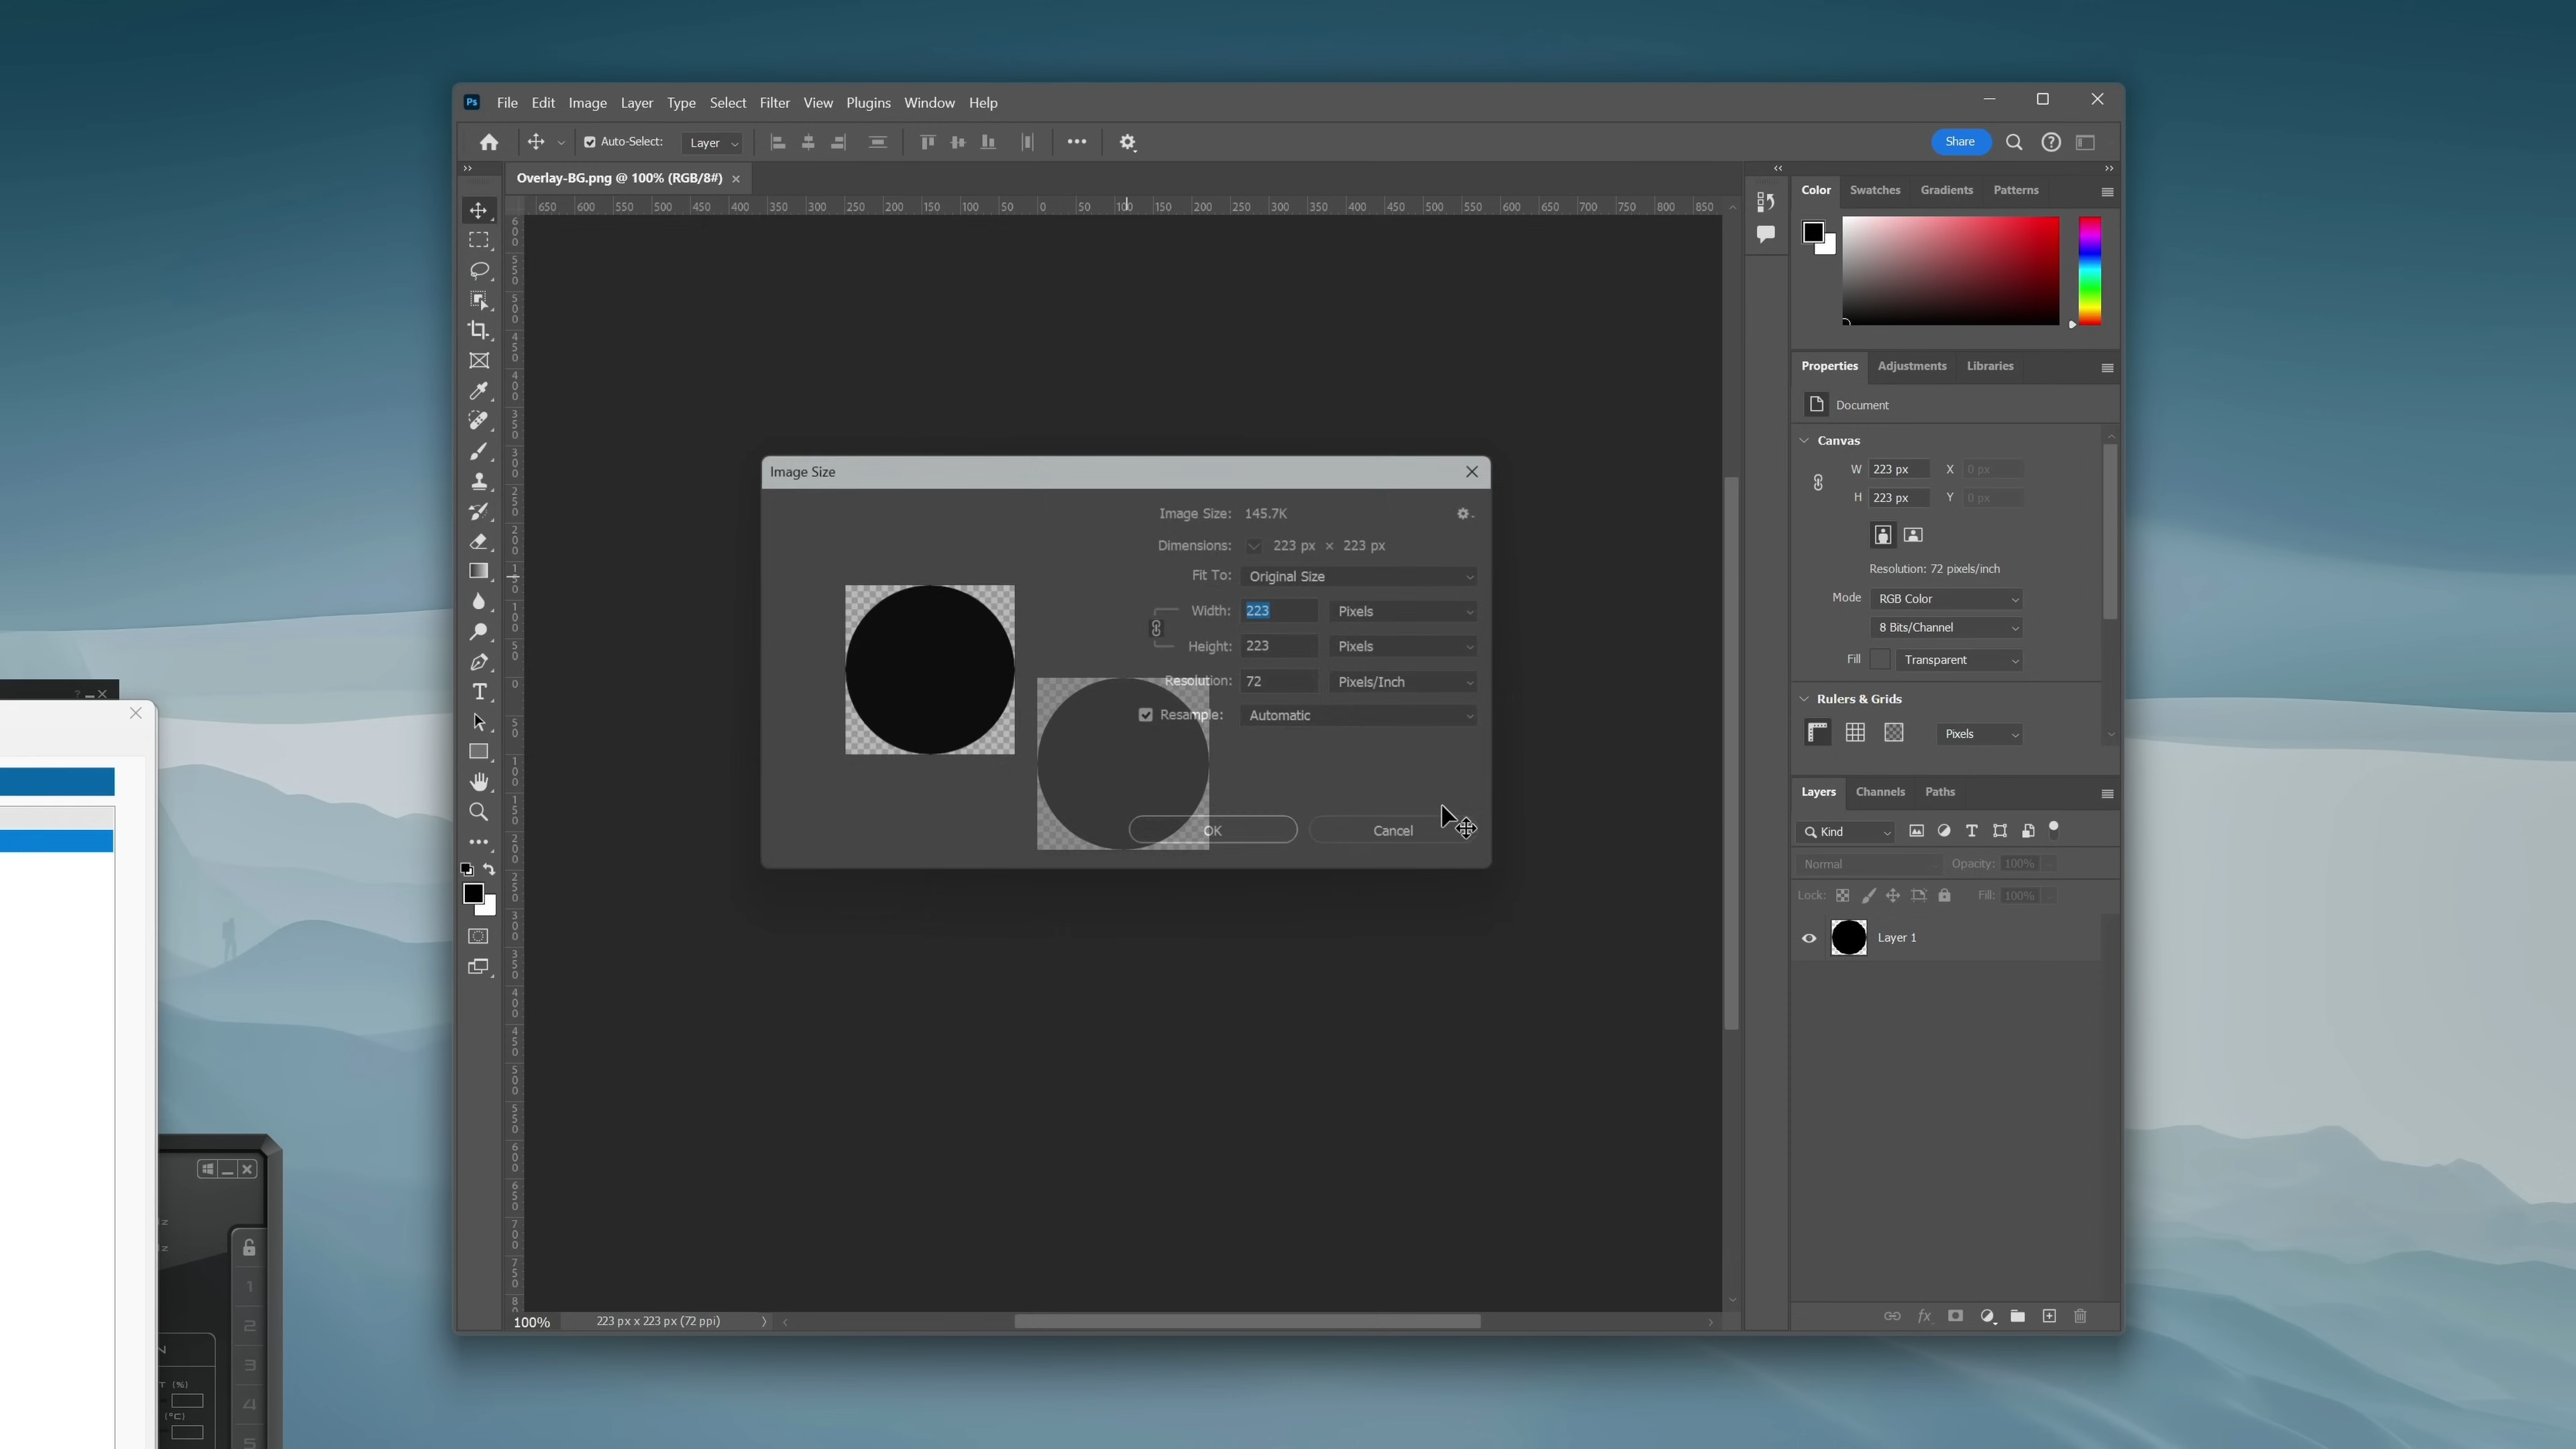 Ps File Edit Image Layer Type Select Filter View Plugins Window Help
Auto-Select: Layer Share
Overlay-BG.png @ 100% (RGB/8#)
650 600 550 500 450 400 350 300 250 200 150 100 50 0 50 100 150 200 250 300 350 400 450 500 550 600 650 700 750 800 850
Color Swatches Gradients Patterns
Properties Adjustments Libraries
Document
Canvas
W 223 px X 0 px
H 223 px Y 0 px
Resolution: 72 pixels/inch
Mode RGB Color
8 Bits/Channel
Fill Transparent
Rulers & Grids
Pixels
Layers Channels Paths
Kind
Normal Opacity: 100%
Lock: Fill: 100%
Layer 1
Image Size
Image Size: 145.7K
Dimensions: 223 px × 223 px
Fit To: Original Size
Width: 223 Pixels
Height: 223 Pixels
Resolution: 72 Pixels/Inch
Resample: Automatic
OK Cancel
100% 223 px x 223 px (72 ppi)
z
z
1
2
3
4
5
N
T (%)
(°C)